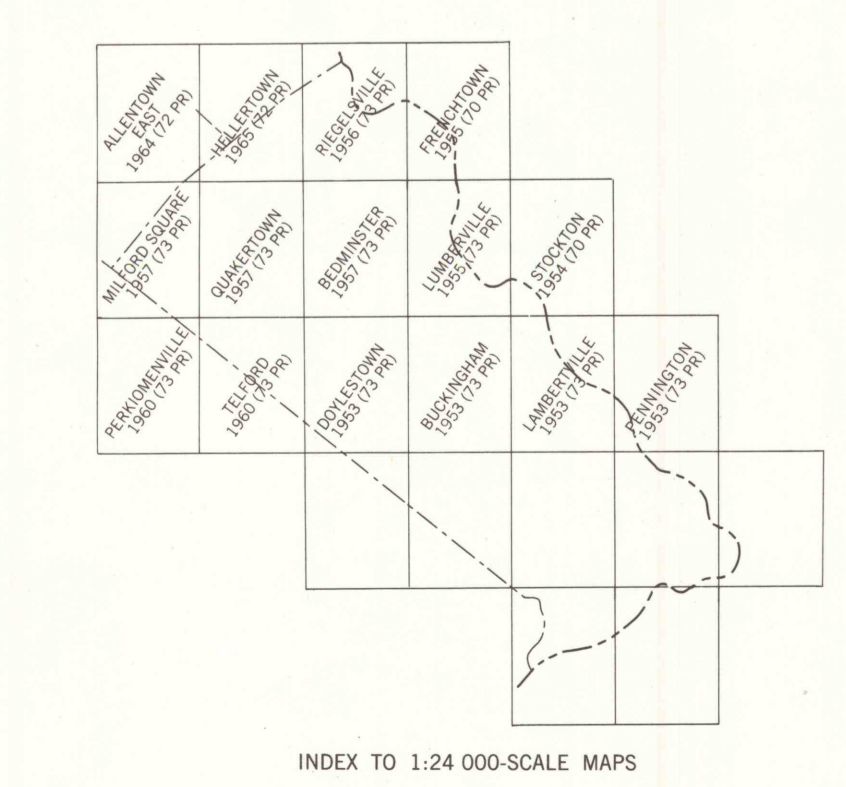 ALLENTOWN
EAST
1964 (72 PR)
HELLERTOWN
1965 (72 PR)
RIEGELSVILLE
1956 (73 PR)
FRENCHTOWN
1955 (70 PR)
MILFORD SQUARE
1957 (73 PR)
QUAKERTOWN
1957 (73 PR)
BEDMINSTER
1957 (73 PR)
LUMBERVILLE
1955 (73 PR)
STOCKTON
1954 (70 PR)
PERKIOMENVILLE
1960 (73 PR)
TELFORD
1960 (73 PR)
DOYLESTOWN
1953 (73 PR)
BUCKINGHAM
1953 (73 PR)
LAMBERTVILLE
1953 (73 PR)
PENNINGTON
1953 (73 PR)
INDEX TO 1:24 000-SCALE MAPS